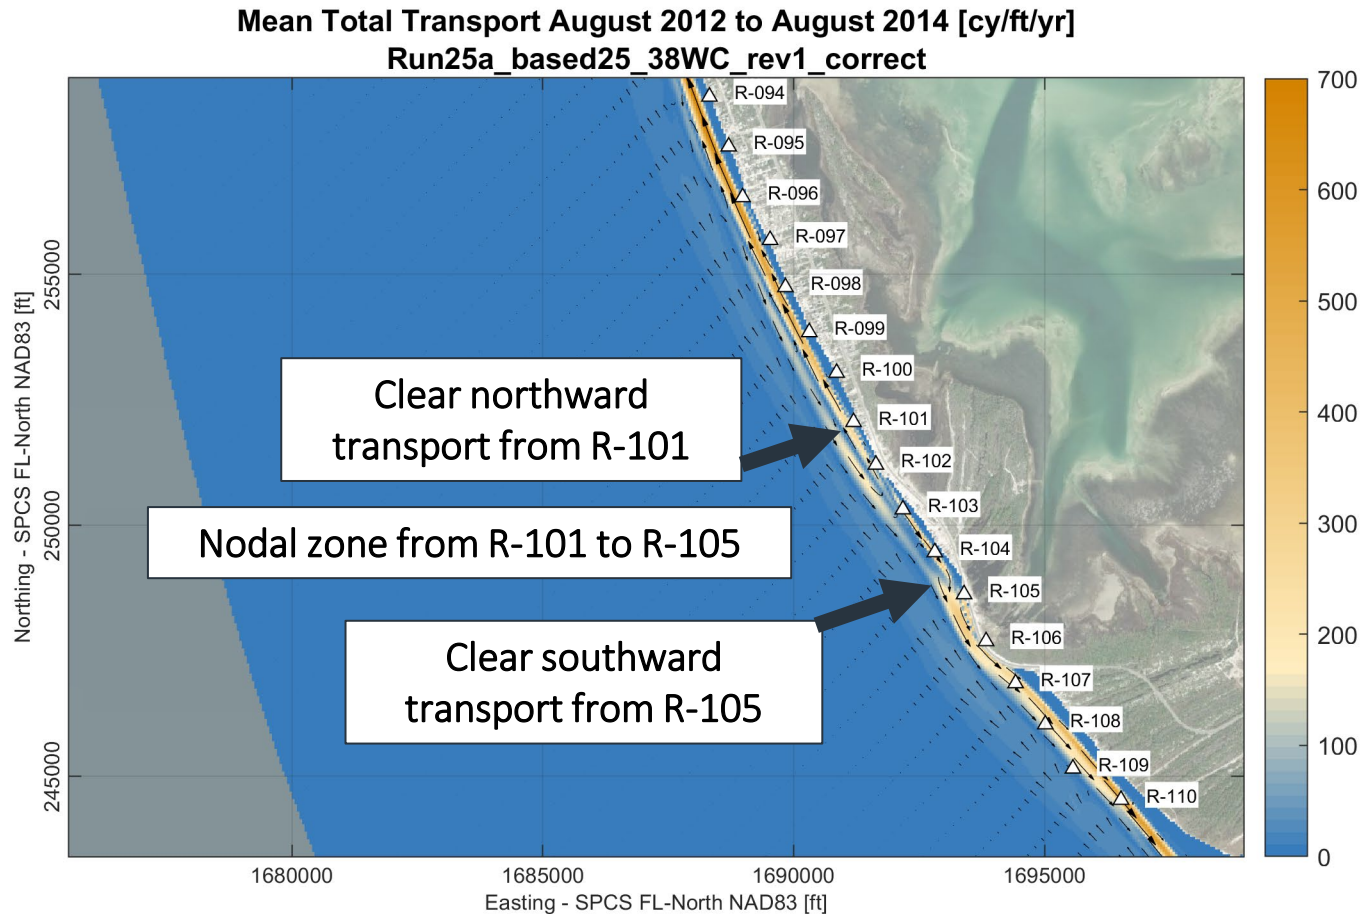 Mean Total Transport August 2012 to August 2014 [cy/ft/yr]
Run25a_based25_38WC_rev1_correct
R-094
R-095
R-096
R-097
R-098
R-099
R-100
R-101
R-102
R-103
R-104
R-105
R-106
R-107
R-108
R-109
R-110
Clear northward
transport from R-101
Nodal zone from R-101 to R-105
Clear southward
transport from R-105
Northing - SPCS FL-North NAD83 [ft]
255000
250000
245000
1680000
1685000
1690000
1695000
Easting - SPCS FL-North NAD83 [ft]
700
600
500
400
300
200
100
0